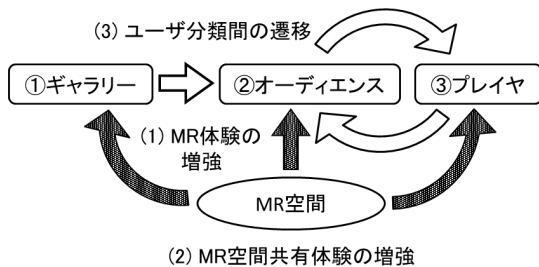 (3) ユーザ分類間の遷移
①ギャラリー
②オーディエンス
③プレイヤ
(1) MR体験の
増強
MR空間
(2) MR空間共有体験の増強